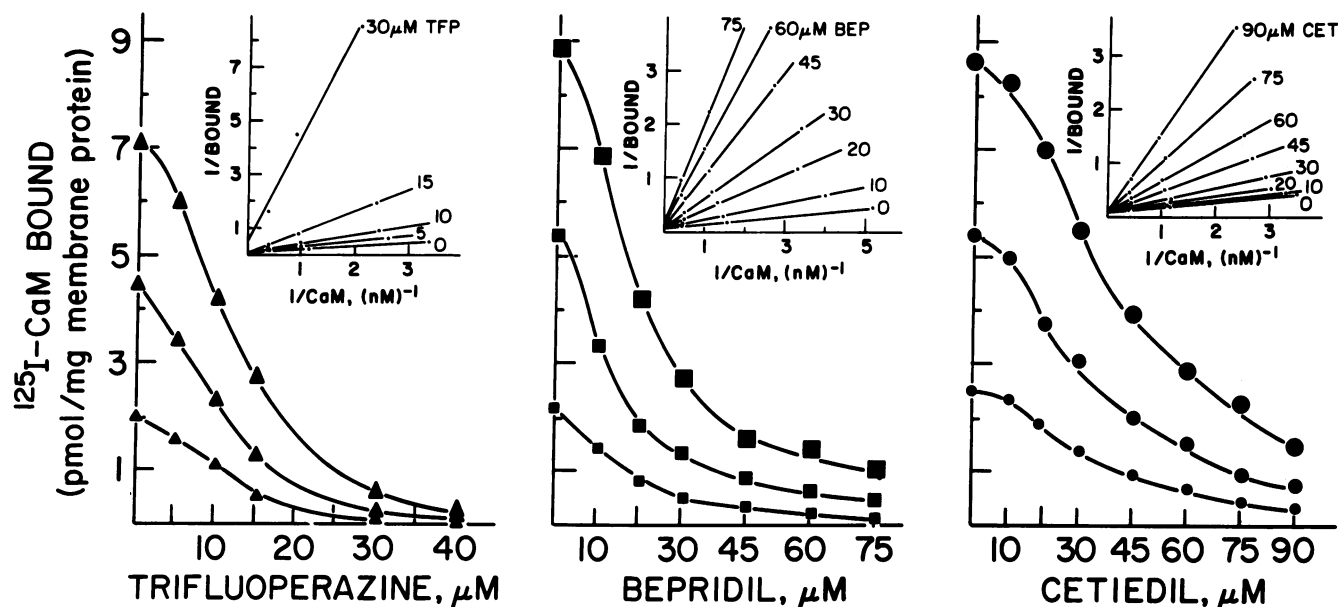 ¹²⁵I-CaM BOUND
(pmol/mg membrane protein)
9
7
5
3
1
10 20 30 40
TRIFLUOPERAZINE, μM
1/BOUND
7
5
3
1
30μM TFP
15
10
5
0
1 2 3
1/CaM, (nM)⁻¹
10 30 45 60 75
BEPRIDIL, μM
1/BOUND
3
2
1
75
60μM BEP
45
30
20
10
0
1 3 5
1/CaM, (nM)⁻¹
10 30 45 60 75 90
CETIEDIL, μM
1/BOUND
3
2
1
90μM CET
75
60
45
30
20 10
0
1 2 3
1/CaM, (nM)⁻¹